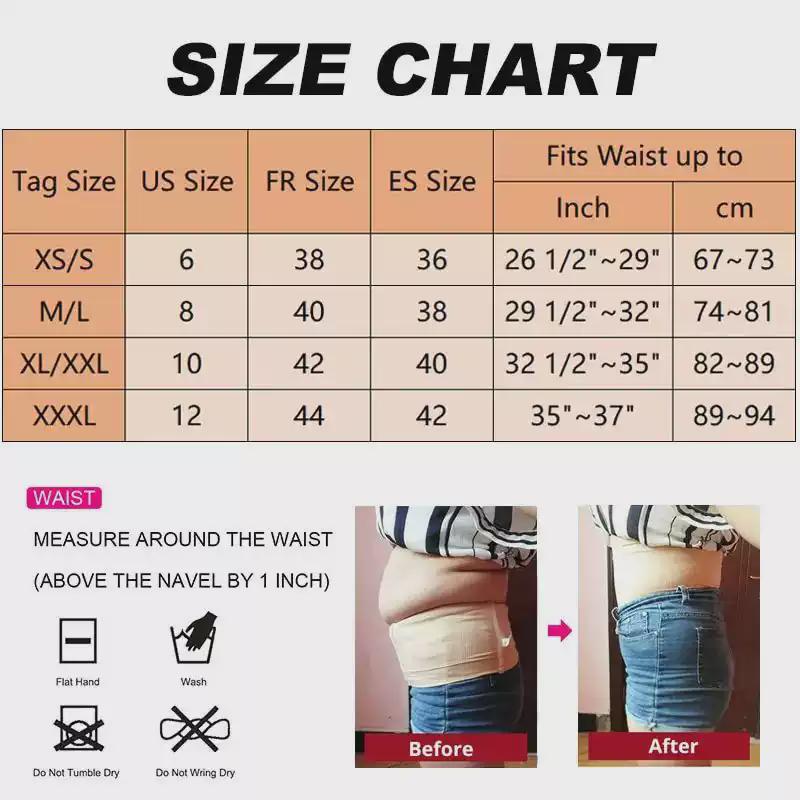 SIZE CHART
Tag Size US Size FR Size ES Size Fits Waist up to
Inch cm
XS/S 6 38 36 26 1/2"~29" 67~73
M/L 8 40 38 29 1/2"~32" 74~81
XL/XXL 10 42 40 32 1/2"~35" 82~89
XXXL 12 44 42 35"~37" 89~94
WAIST
MEASURE AROUND THE WAIST
(ABOVE THE NAVEL BY 1 INCH)
Flat Hand Wash
Do Not Tumble Dry Do Not Wring Dry
Before After